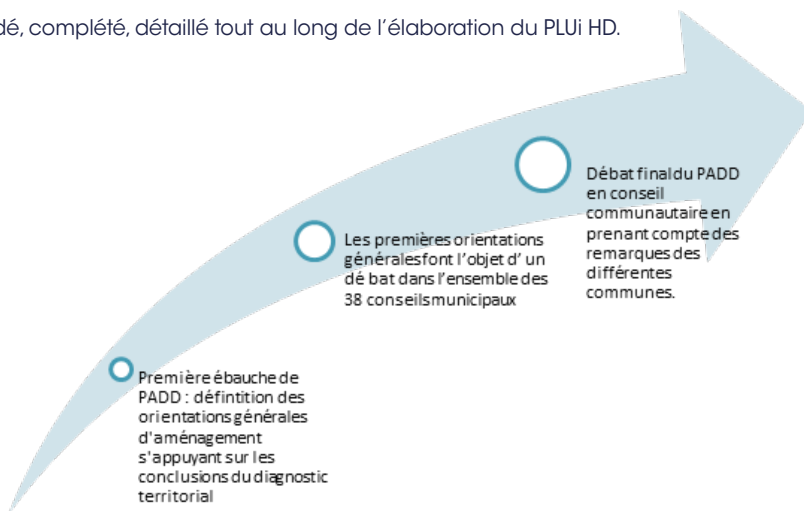 dé, complété, détaillé tout au long de l'élaboration du PLUi HD.
Première ébauche de
PADD : défintition des
orientations générales
d'aménagement
s'appuyant sur les
conclusions du diagnostic
territorial
Les premières orientations
générales font l'objet d' un
dé bat dans l'ensemble des
38 conseils municipaux
Débat final du PADD
en conseil
communautaire en
prenant compte des
remarques des
différentes
communes.